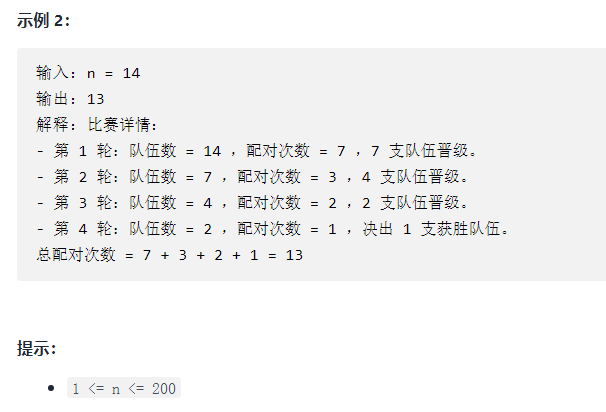 示例 2：
输入：n = 14
输出：13
解释：比赛详情：
- 第 1 轮：队伍数 = 14 ，配对次数 = 7 ，7 支队伍晋级。
- 第 2 轮：队伍数 = 7 ，配对次数 = 3 ，4 支队伍晋级。
- 第 3 轮：队伍数 = 4 ，配对次数 = 2 ，2 支队伍晋级。
- 第 4 轮：队伍数 = 2 ，配对次数 = 1 ，决出 1 支获胜队伍。
总配对次数 = 7 + 3 + 2 + 1 = 13
提示：
• 1 <= n <= 200